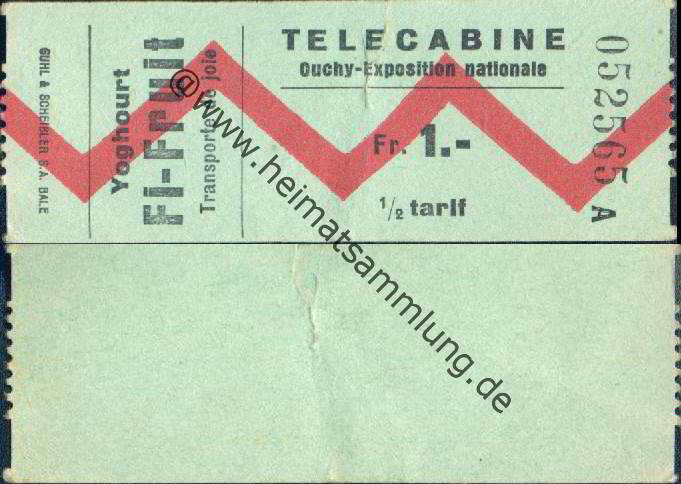 GUHL & SCHEIBLER S.A. BALE
Yoghourt
Fi-Fruit
Transporte de joie
TELECABINE
Ouchy-Exposition nationale
Fr. 1.-
1/2 tarif
052565 A
@www.heimatsammlung.de